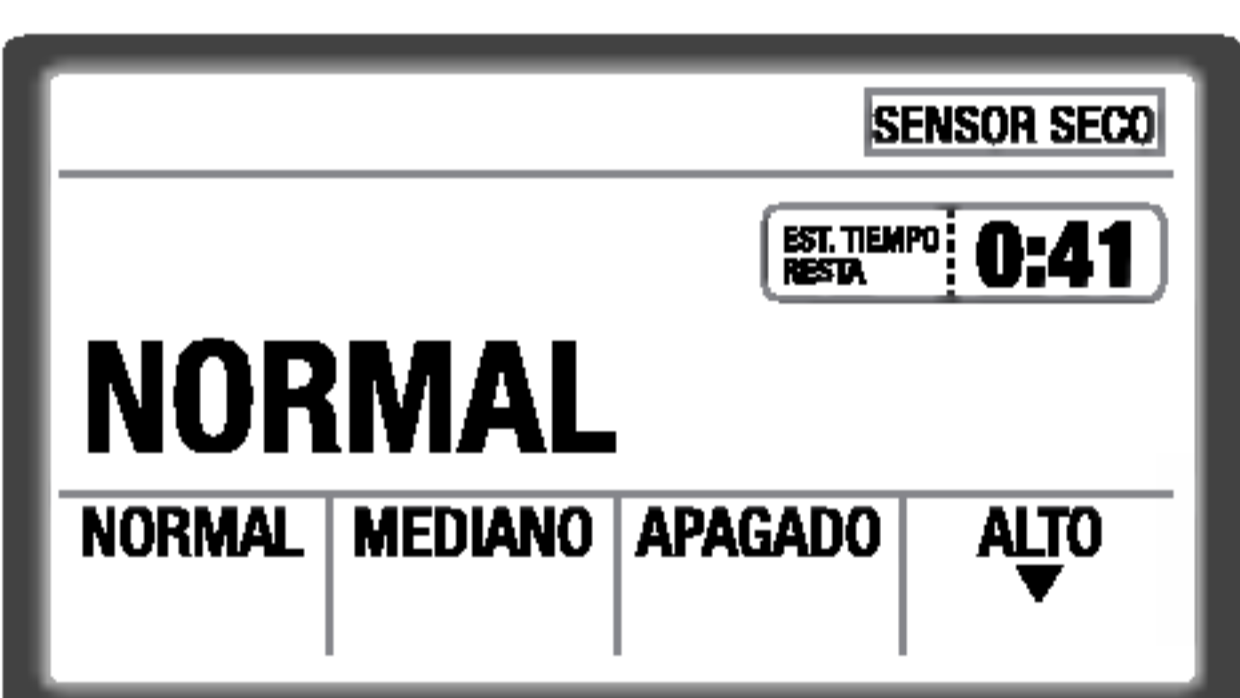 SENSOR SECO
EST. TIEMPO
RESTA
0:41
NORMAL
NORMAL
MEDIANO
APAGADO
ALTO